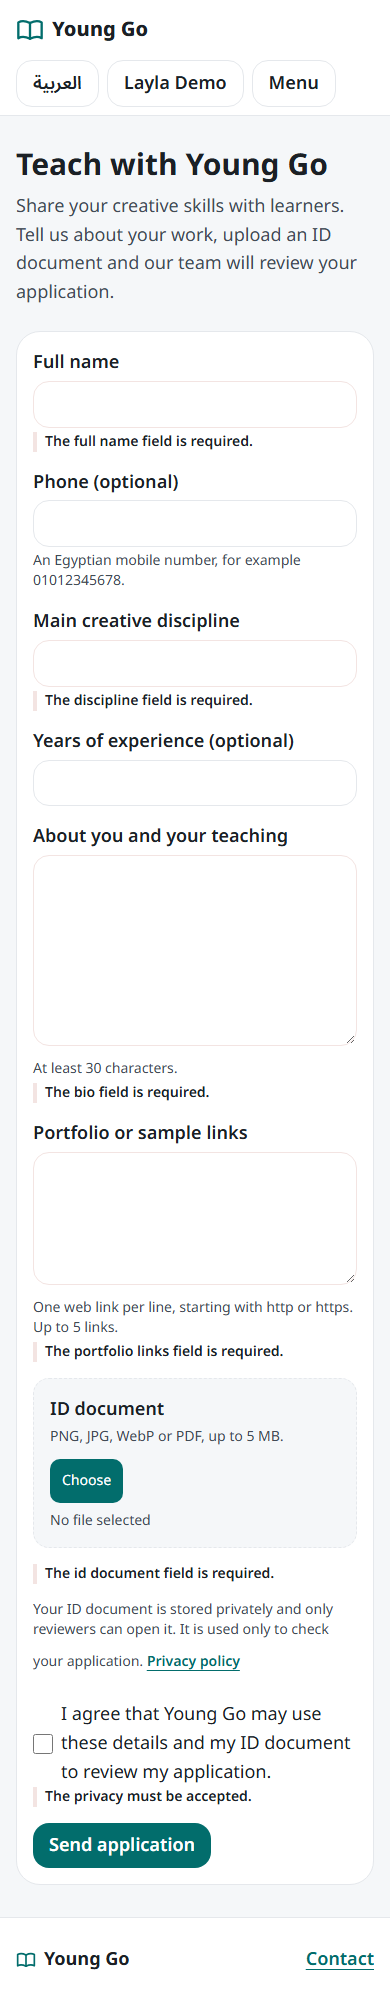 Young Go
العربية
Layla Demo
Menu
Teach with Young Go
Share your creative skills with learners.
Tell us about your work, upload an ID
document and our team will review your
application.
Full name
The full name field is required.
Phone (optional)
An Egyptian mobile number, for example
01012345678.
Main creative discipline
The discipline field is required.
Years of experience (optional)
About you and your teaching
At least 30 characters.
The bio field is required.
Portfolio or sample links
One web link per line, starting with http or https.
Up to 5 links.
The portfolio links field is required.
ID document
PNG, JPG, WebP or PDF, up to 5 MB.
Choose
No file selected
The id document field is required.
Your ID document is stored privately and only
reviewers can open it. It is used only to check
your application. Privacy policy
I agree that Young Go may use
these details and my ID document
to review my application.
The privacy must be accepted.
Send application
Young Go
Contact